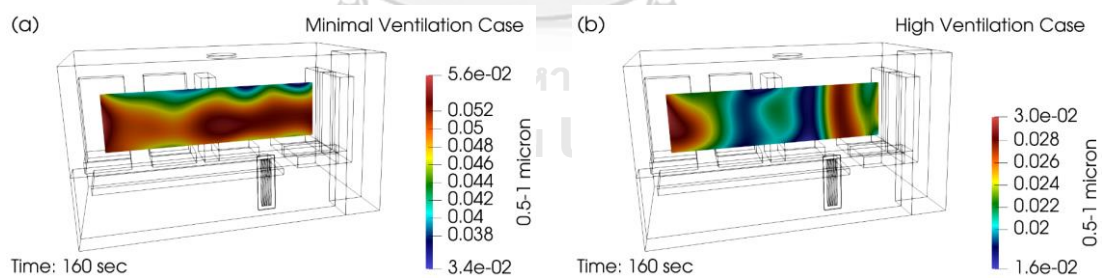 (a)
Minimal Ventilation Case
5.6e-02
0.052
0.05
0.048
0.046
0.044
0.042
0.04
0.038
3.4e-02
0.5-1 micron
Time: 160 sec
(b)
High Ventilation Case
3.0e-02
0.028
0.026
0.024
0.022
0.02
1.6e-02
0.5-1 micron
Time: 160 sec